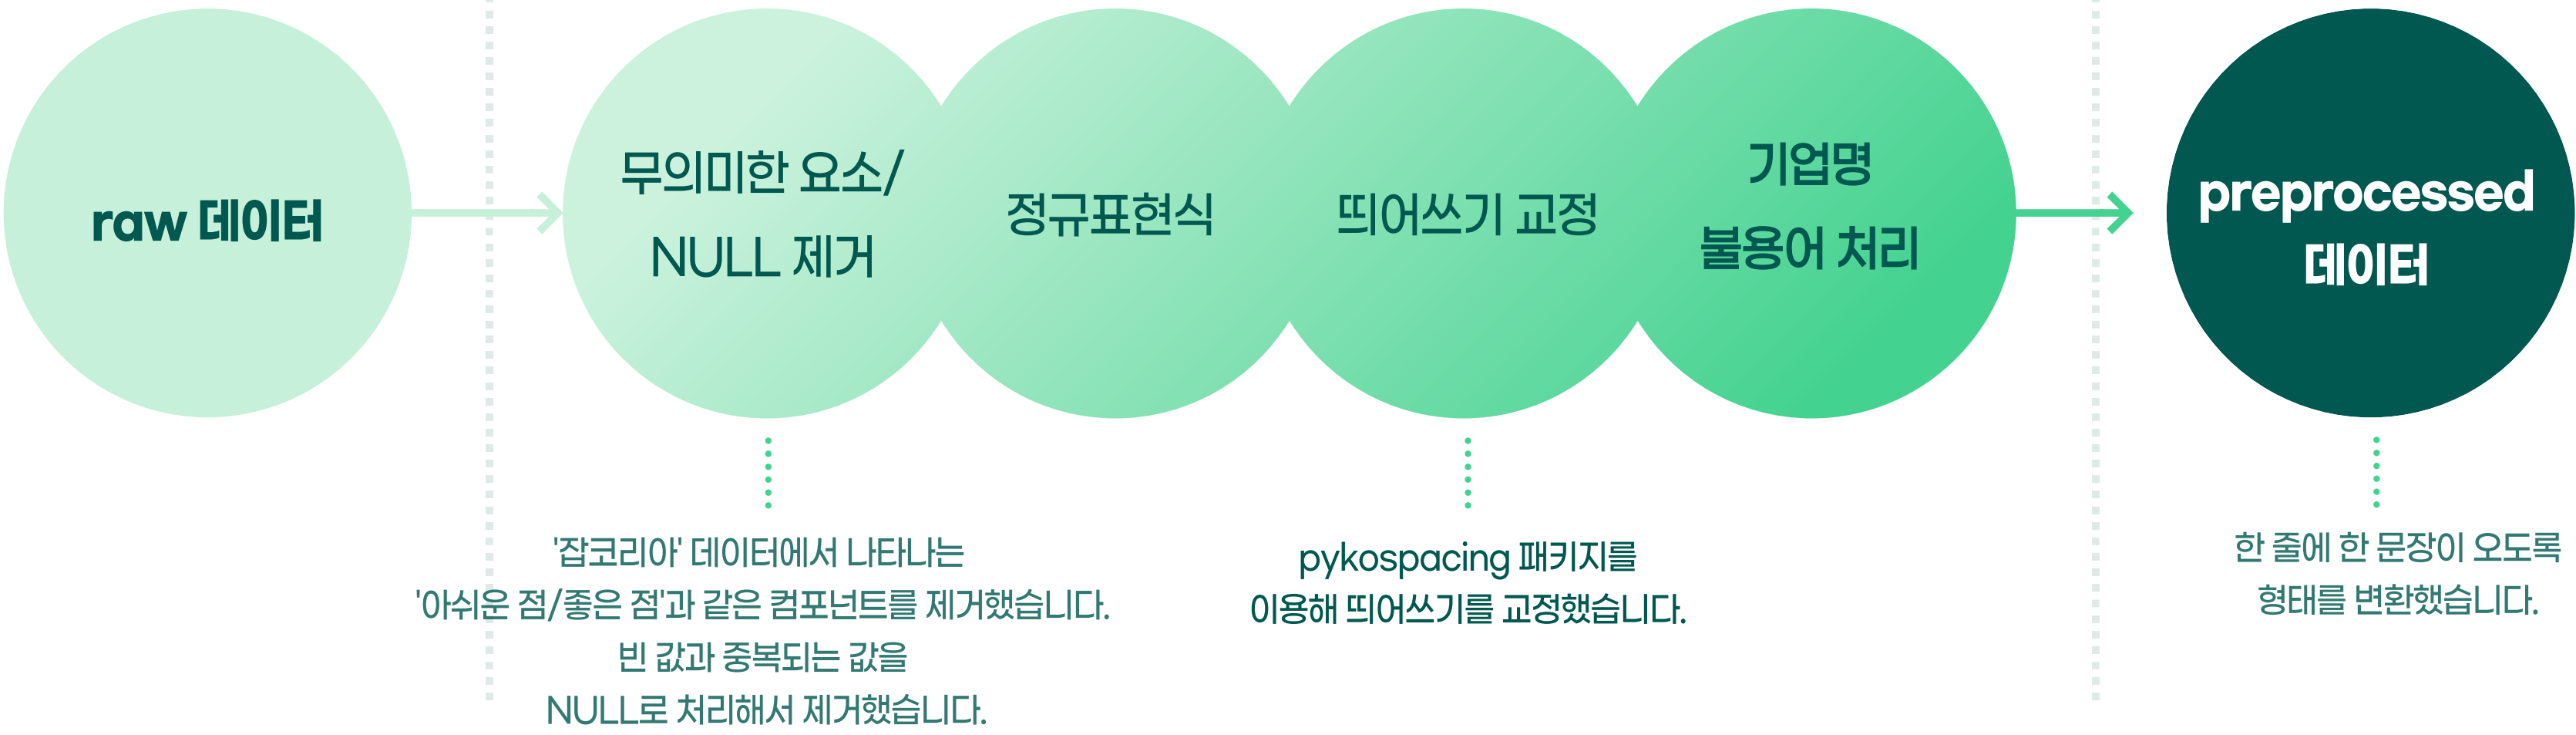 raw 데이터
무의미한 요소/
NULL 제거
정규표현식
띄어쓰기 교정
기업명
불용어 처리
preprocessed
데이터
'잡코리아' 데이터에서 나타나는
'아쉬운 점/좋은 점'과 같은 컴포넌트를 제거했습니다.
빈 값과 중복되는 값을
NULL로 처리해서 제거했습니다.
pykospacing 패키지를
이용해 띄어쓰기를 교정했습니다.
한 줄에 한 문장이 오도록
형태를 변환했습니다.